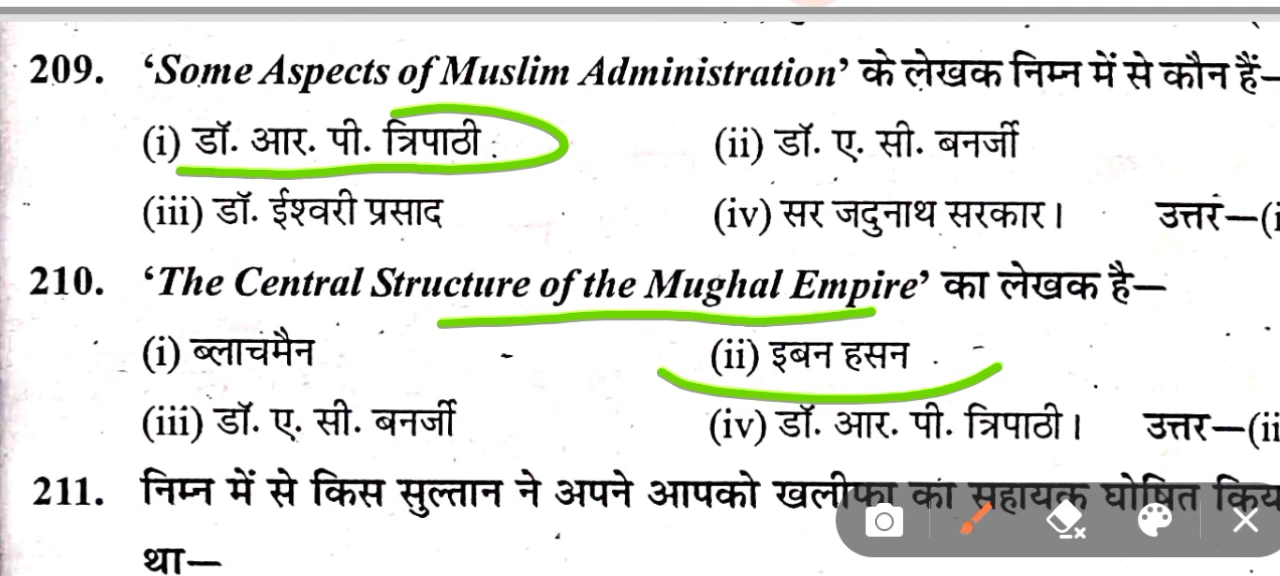 209. ‘Some Aspects of Muslim Administration’ के लेखक निम्न में से कौन हैं—
(i) डॉ. आर. पी. त्रिपाठी (ii) डॉ. ए. सी. बनर्जी
(iii) डॉ. ईश्वरी प्रसाद (iv) सर जदुनाथ सरकार। उत्तर—(i
210. ‘The Central Structure of the Mughal Empire’ का लेखक है—
(i) ब्लाचमैन (ii) इबन हसन
(iii) डॉ. ए. सी. बनर्जी (iv) डॉ. आर. पी. त्रिपाठी। उत्तर—(ii
211. निम्न में से किस सुल्तान ने अपने आपको खलीफा का सहायक घोषित किय
था—